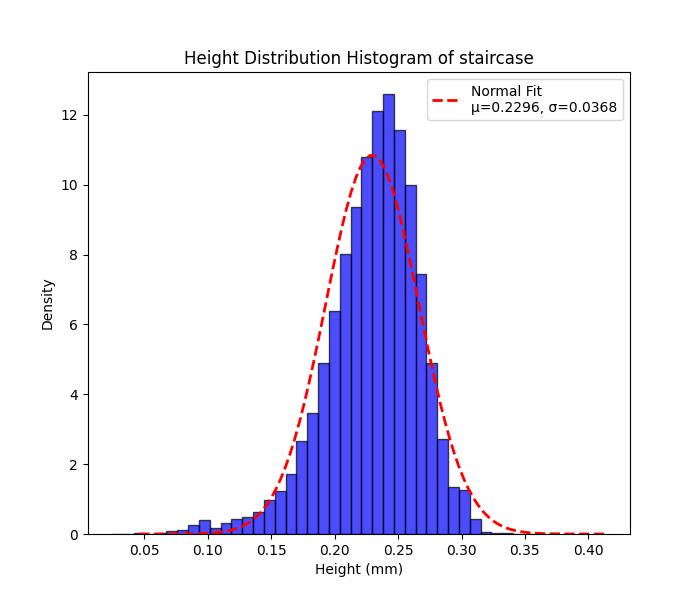 Height Distribution Histogram of staircase
Normal Fit
μ=0.2296, σ=0.0368
Density
12
10
8
6
4
2
0
0.05 0.10 0.15 0.20 0.25 0.30 0.35 0.40
Height (mm)